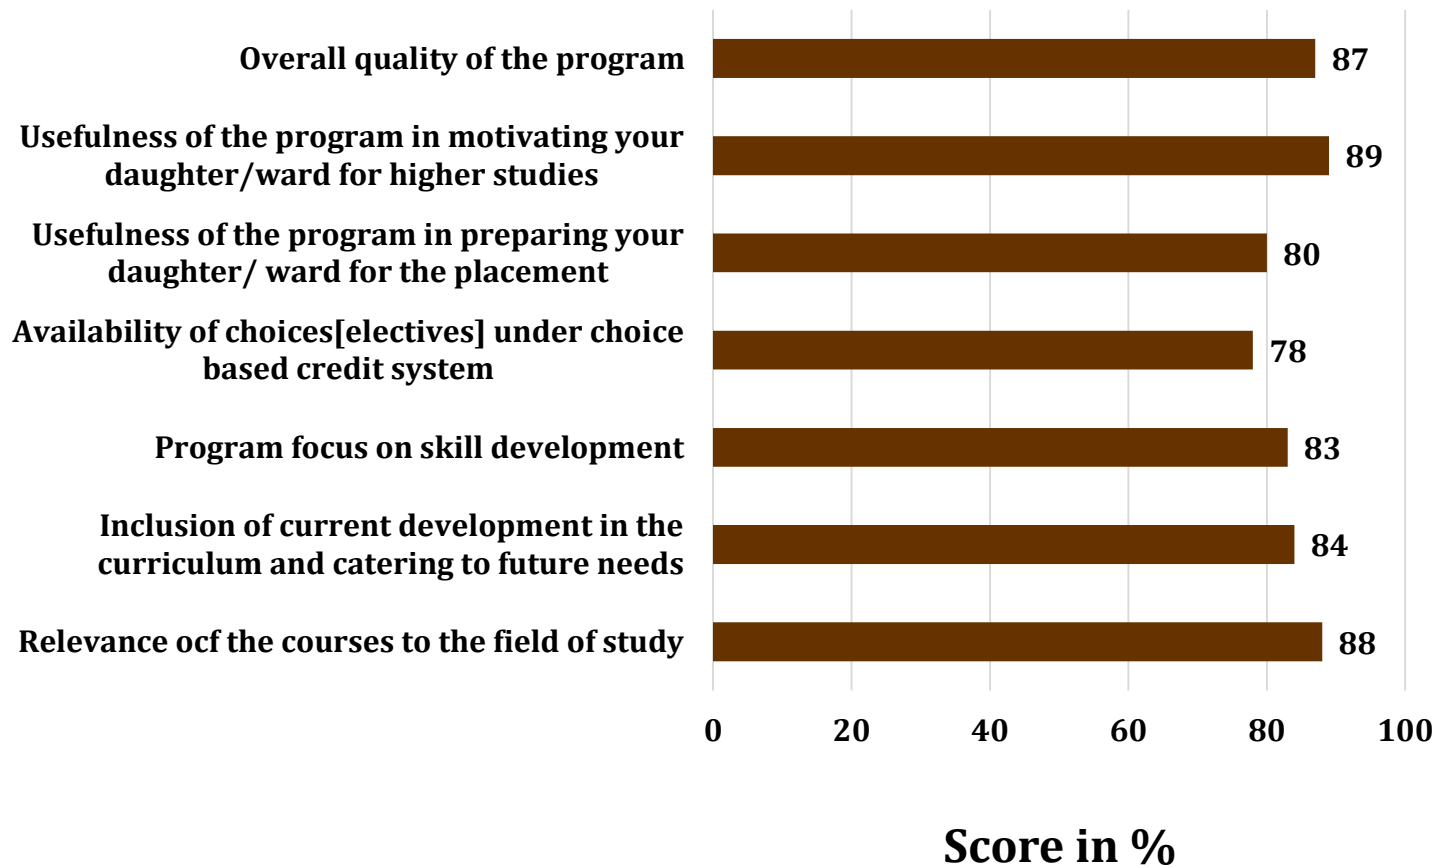 Overall quality of the program
87
Usefulness of the program in motivating your
daughter/ward for higher studies
89
Usefulness of the program in preparing your
daughter/ ward for the placement
80
Availability of choices[electives] under choice
based credit system
78
Program focus on skill development
83
Inclusion of current development in the
curriculum and catering to future needs
84
Relevance ocf the courses to the field of study
88
0 20 40 60 80 100
Score in %